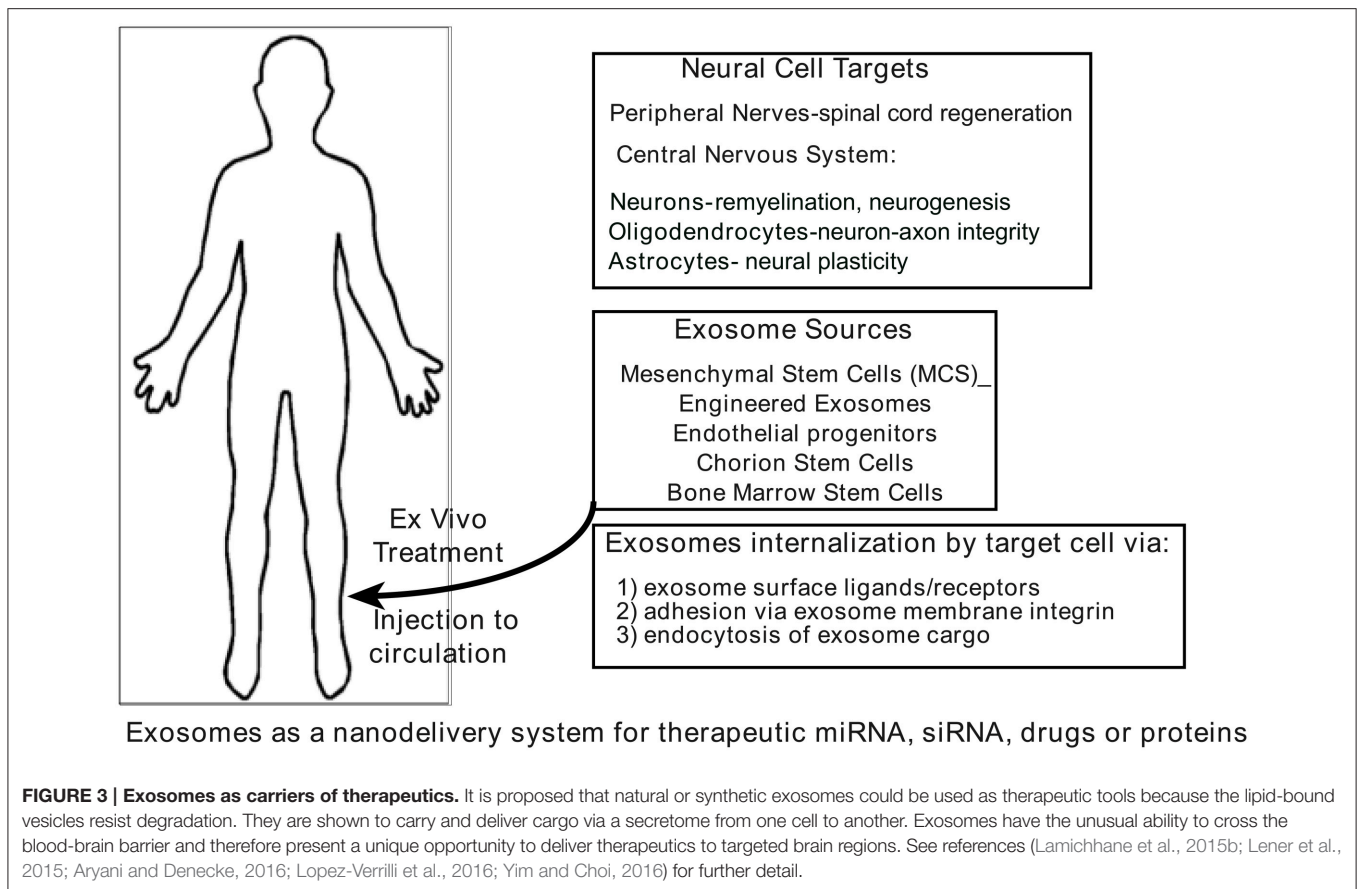 Neural Cell Targets
Peripheral Nerves-spinal cord regeneration
Central Nervous System:
Neurons-remyelination, neurogenesis
Oligodendrocytes-neuron-axon integrity
Astrocytes- neural plasticity
Exosome Sources
Mesenchymal Stem Cells (MCS)_
Engineered Exosomes
Endothelial progenitors
Chorion Stem Cells
Bone Marrow Stem Cells
Ex Vivo
Treatment
Injection to
circulation
Exosomes internalization by target cell via:
1) exosome surface ligands/receptors
2) adhesion via exosome membrane integrin
3) endocytosis of exosome cargo
Exosomes as a nanodelivery system for therapeutic miRNA, siRNA, drugs or proteins
FIGURE 3 | Exosomes as carriers of therapeutics. It is proposed that natural or synthetic exosomes could be used as therapeutic tools because the lipid-bound
vesicles resist degradation. They are shown to carry and deliver cargo via a secretome from one cell to another. Exosomes have the unusual ability to cross the
blood-brain barrier and therefore present a unique opportunity to deliver therapeutics to targeted brain regions. See references (Lamichhane et al., 2015b; Lener et al.,
2015; Aryani and Denecke, 2016; Lopez-Verrilli et al., 2016; Yim and Choi, 2016) for further detail.